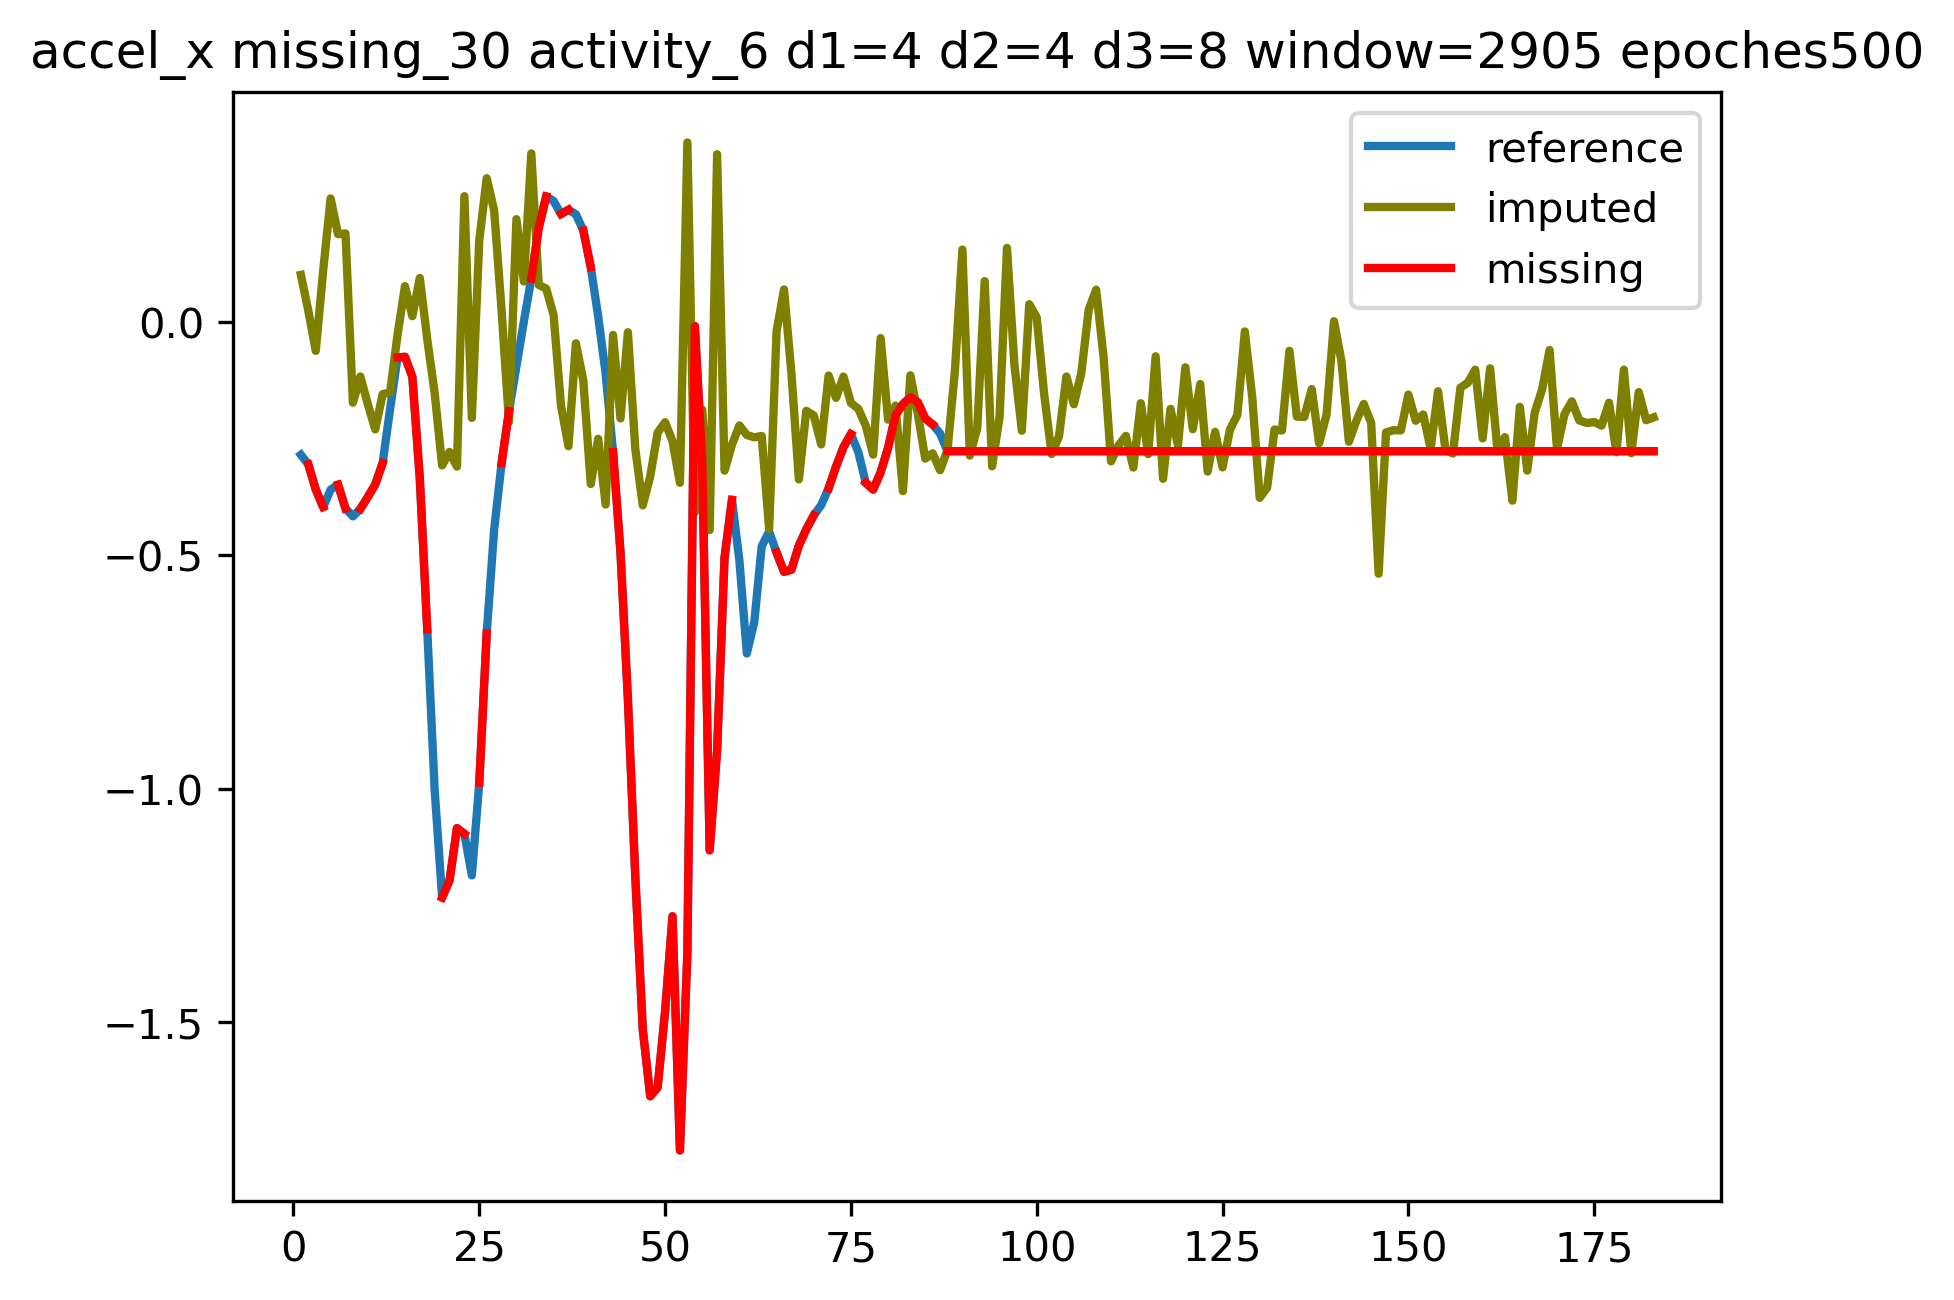 accel_x missing_30 activity_6 d1=4 d2=4 d3=8 window=2905 epoches500
reference
imputed
missing
0.0
−0.5
−1.0
−1.5
0 25 50 75 100 125 150 175